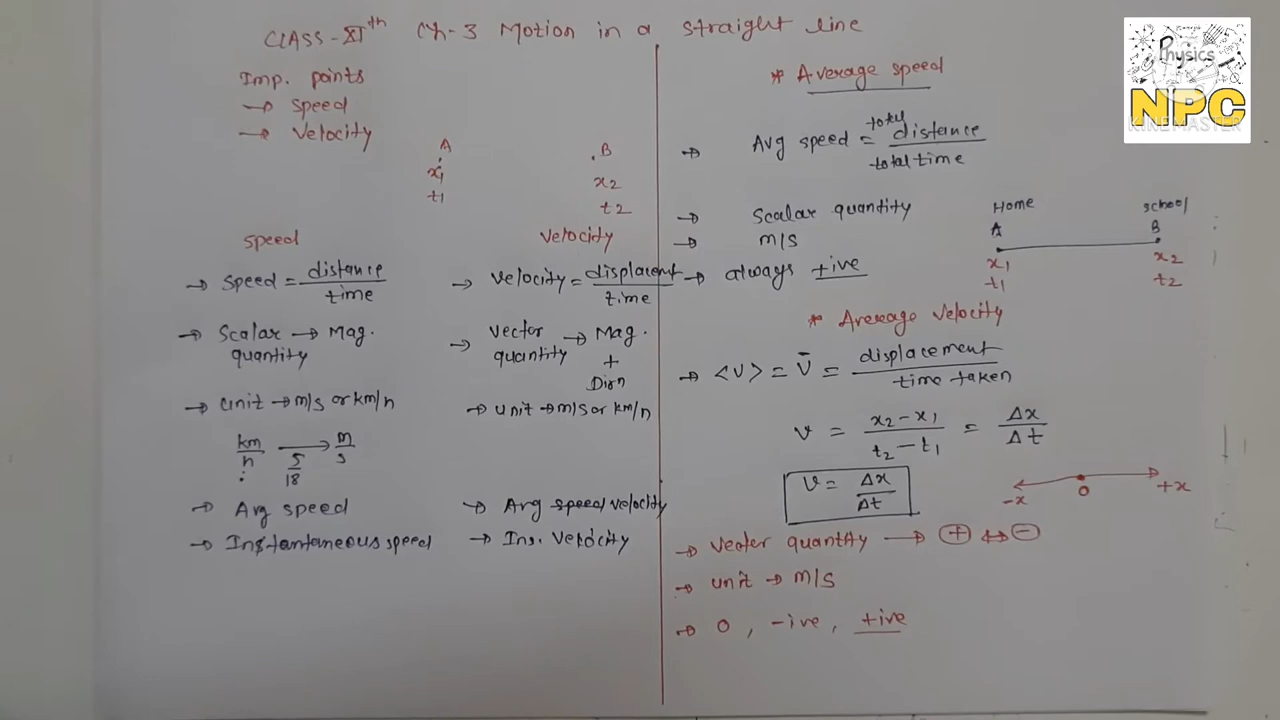 CLASS-XIth Ch-3 Motion in a straight line
Imp. points
→ Speed
→ Velocity
A
x1
t1
B
x2
t2
Speed
→ Speed = distance / time
→ Scalar quantity → Mag.
→ unit → m/s or km/h
km/h → m/s
5/18
→ Avg speed
→ Instantaneous speed
Velocity
→ Velocity = displacent / time
→ Vector quantity → Mag. + Dirn
→ unit → m/s or km/h
→ Avg speed velocity
→ Ins. velocity
* Average speed
→ Avg speed = total distance / total time
→ Scalar quantity
→ m/s
→ always +ive
Home
A
x1
t1
school
B
x2
t2
* Average Velocity
→ <v> = v̄ = displacement / time taken
v = x2 - x1 / t2 - t1 = Δx / Δt
v = Δx / Δt
-x 0 +x
→ Vector quantity → + ↔ -
→ unit → m/s
→ 0, -ive, +ive
Physics
NPC
KINEMASTER